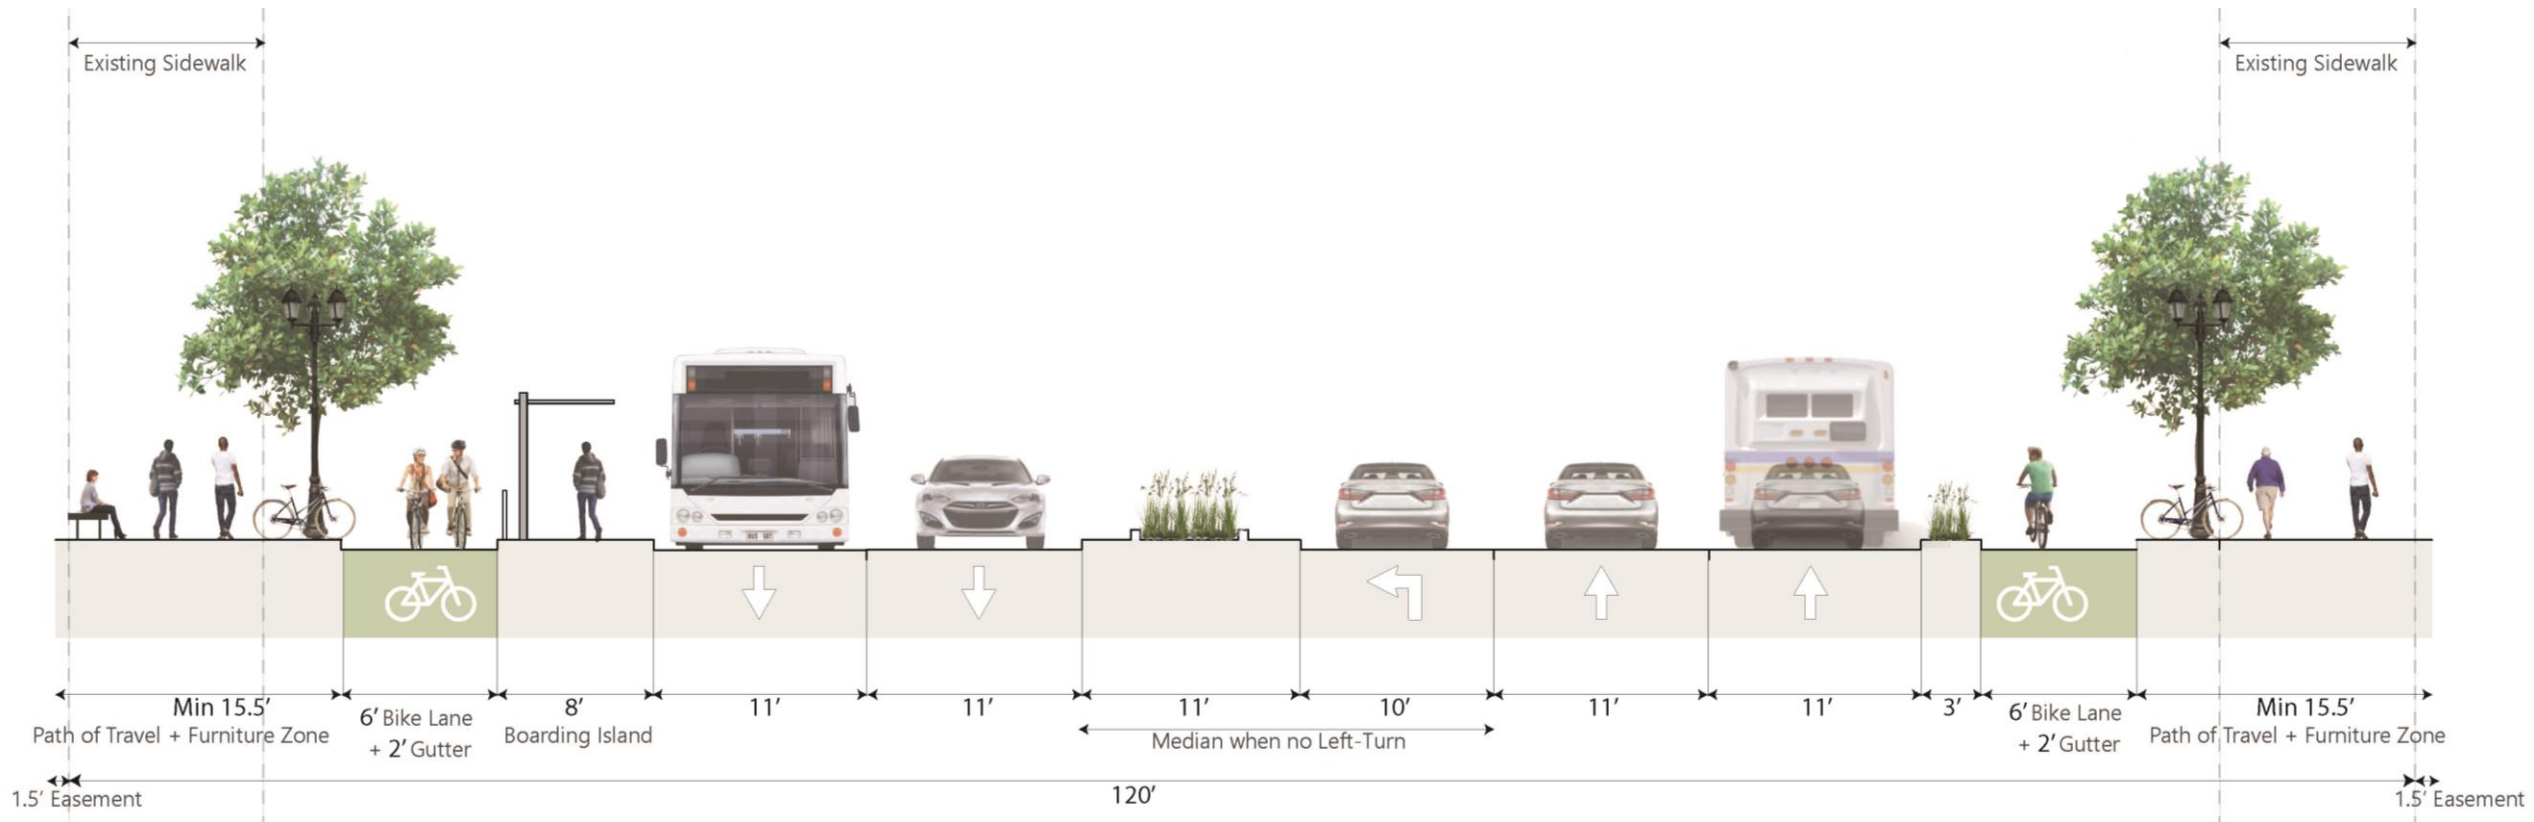 Existing Sidewalk
Existing Sidewalk
Min 15.5′
Path of Travel + Furniture Zone
6′ Bike Lane
+ 2′ Gutter
8′
Boarding Island
11′
11′
11′
10′
Median when no Left-Turn
11′
11′
3′
6′ Bike Lane
+ 2′ Gutter
Min 15.5′
Path of Travel + Furniture Zone
1.5′ Easement
120′
1.5′ Easement